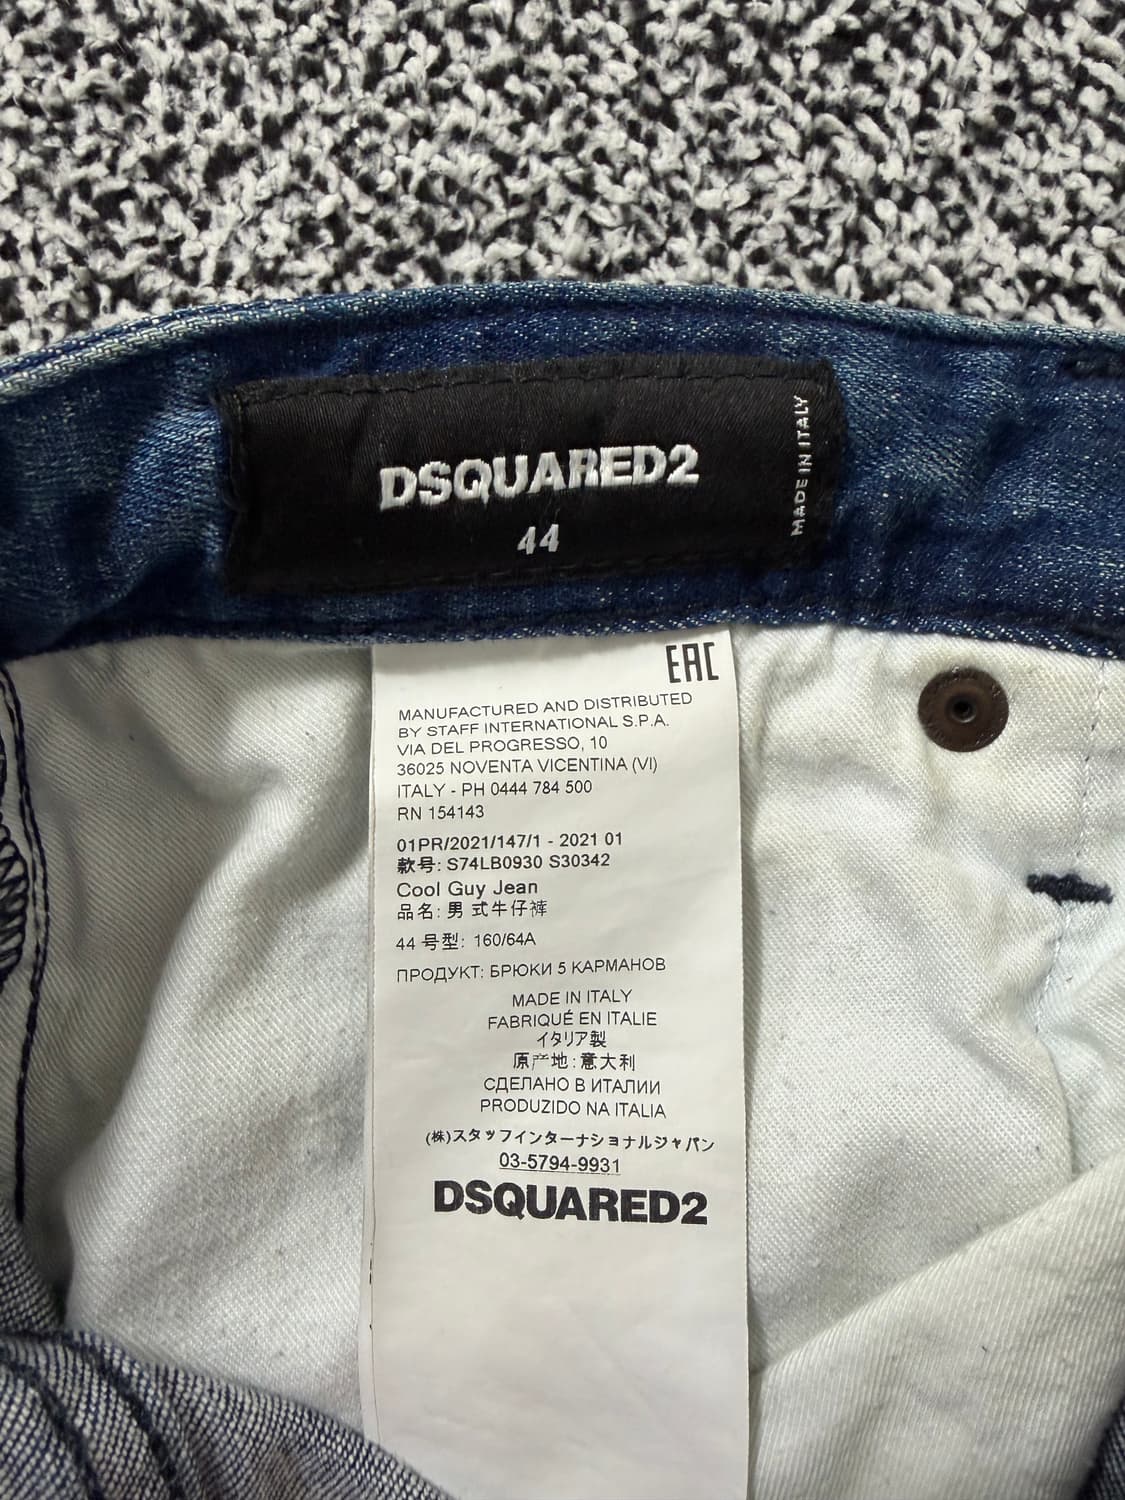 DSQUARED2
44
MADE IN ITALY
EAC
MANUFACTURED AND DISTRIBUTED
BY STAFF INTERNATIONAL S.P.A.
VIA DEL PROGRESSO, 10
36025 NOVENTA VICENTINA (VI)
ITALY - PH 0444 784 500
RN 154143
01PR/2021/147/1 - 2021 01
款号: S74LB0930 S30342
Cool Guy Jean
品名: 男 式牛仔裤
44 号型: 160/64A
ПРОДУКТ: БРЮКИ 5 КАРМАНОВ
MADE IN ITALY
FABRIQUÉ EN ITALIE
イタリア製
原产地: 意大利
СДЕЛАНО В ИТАЛИИ
PRODUZIDO NA ITALIA
(株)スタッフインターナショナルジャパン
03-5794-9931
DSQUARED2